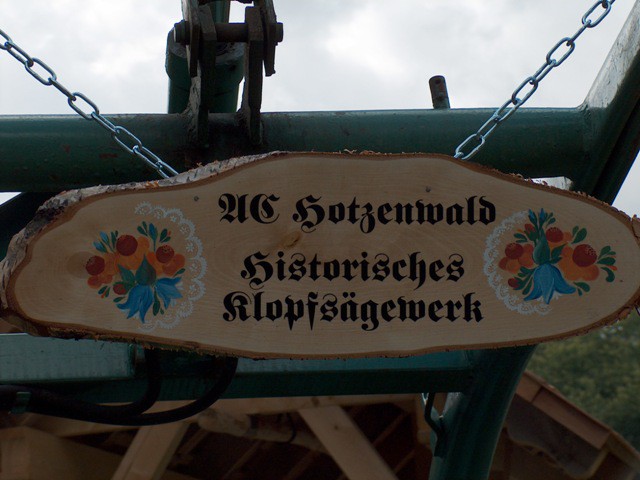 AC Hotzenwald
Historisches
Klopfsägewerk